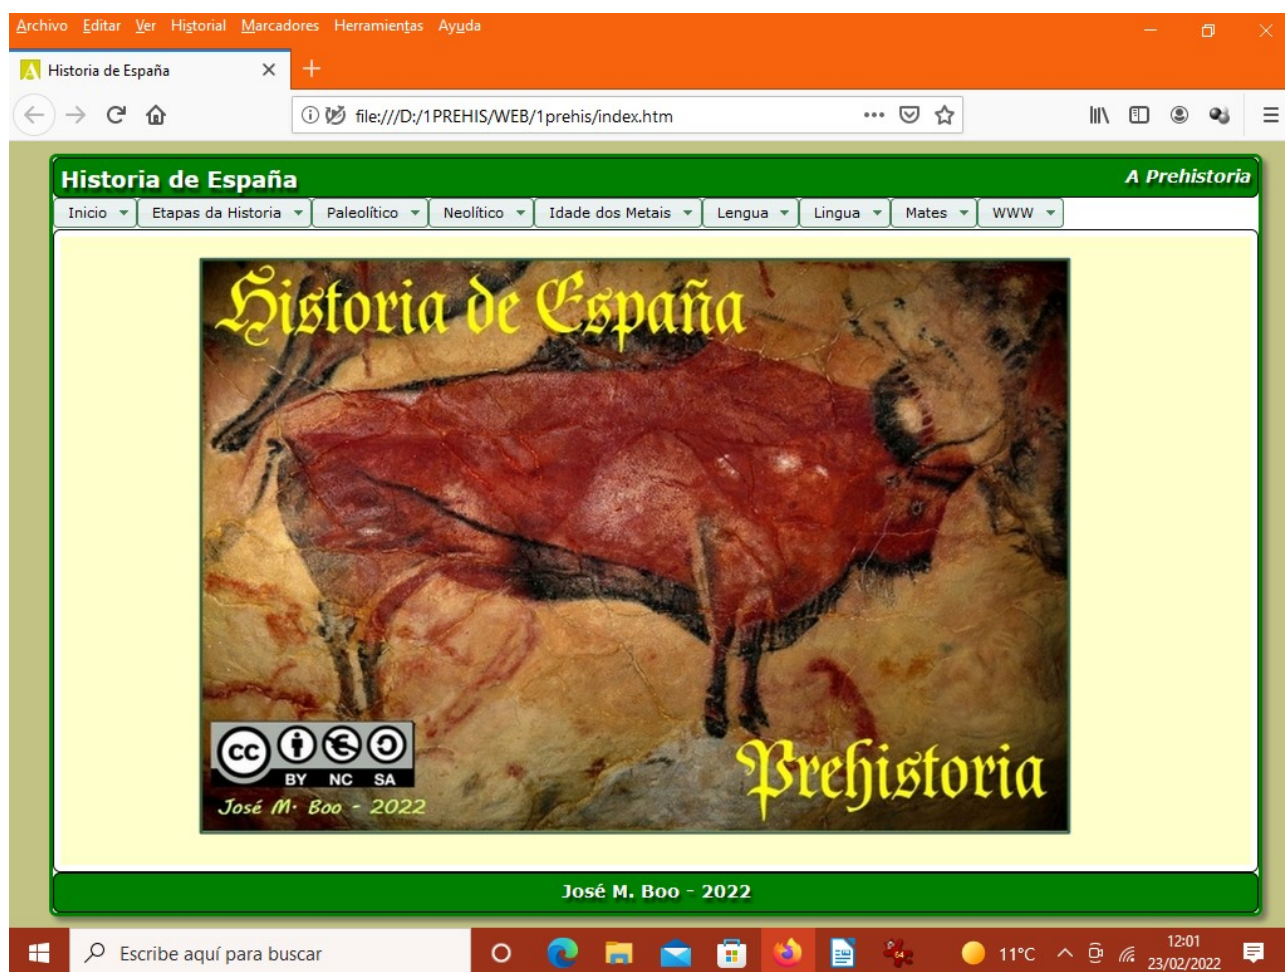 Archivo Editar Ver Historial Marcadores Herramientas Ayuda
Historia de España
file:///D:/1PREHIS/WEB/1prehis/index.htm
Historia de España
A Prehistoria
Inicio Etapas da Historia Paleolítico Neolítico Idade dos Metais Lengua Lingua Mates WWW
Historia de España
cc
BY NC SA
José M. Boo - 2022
Prehistoria
José M. Boo - 2022
Escribe aquí para buscar
11°C
12:01
23/02/2022